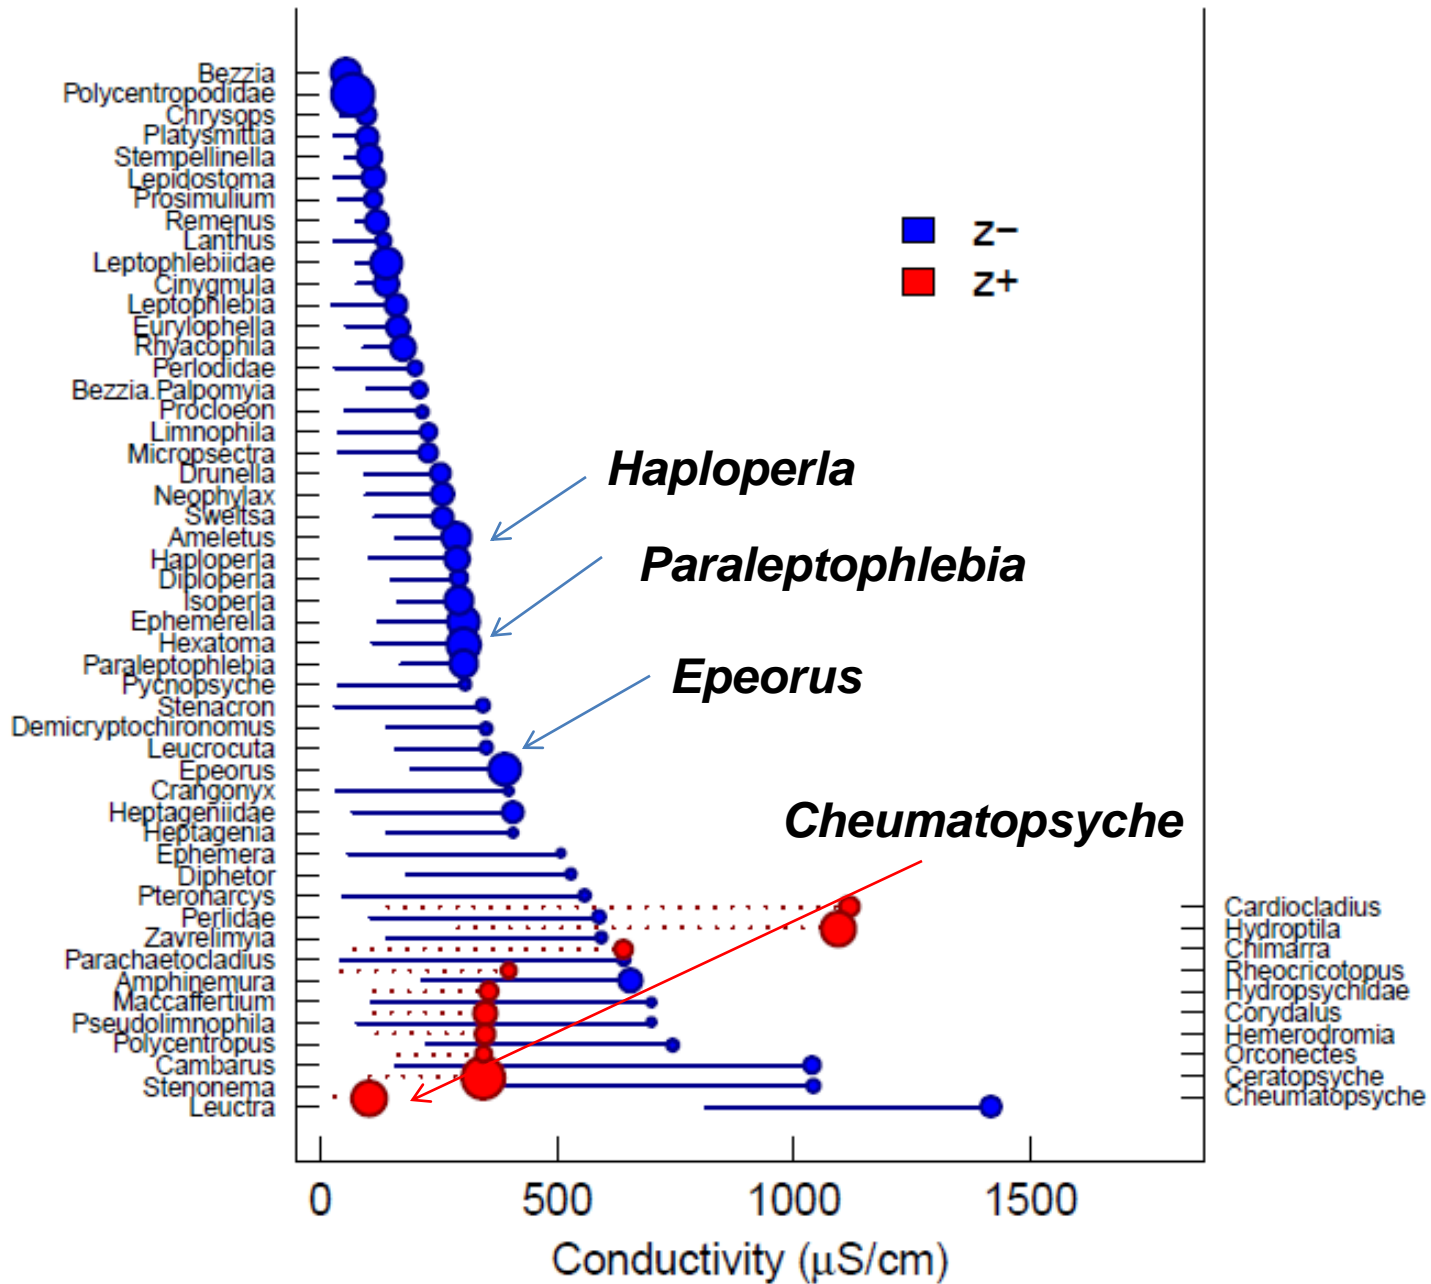 Bezzia
Polycentropodidae
Chrysops
Platysmittia
Stempellinella
Lepidostoma
Prosimulium
Remenus
Lanthus
Leptophlebiidae
Cinygmula
Leptophlebia
Eurylophella
Rhyacophila
Perlodidae
Bezzia.Palpomyia
Procloeon
Limnophila
Micropsectra
Drunella
Neophylax
Sweltsa
Ameletus
Haploperla
Diploperla
Isoperla
Ephemerella
Hexatoma
Paraleptophlebia
Pycnopsyche
Stenacron
Demicryptochironomus
Leucrocuta
Epeorus
Crangonyx
Heptageniidae
Heptagenia
Ephemera
Diphetor
Pteronarcys
Perlidae
Zavrelimyia
Parachaetocladius
Amphinemura
Maccaffertium
Pseudolimnophila
Polycentropus
Cambarus
Stenonema
Leuctra
z−
z+
Haploperla
Paraleptophlebia
Epeorus
Cheumatopsyche
Cardiocladius
Hydroptila
Chimarra
Rheocricotopus
Hydropsychidae
Corydalus
Hemerodromia
Orconectes
Ceratopsyche
Cheumatopsyche
0 500 1000 1500
Conductivity (μS/cm)